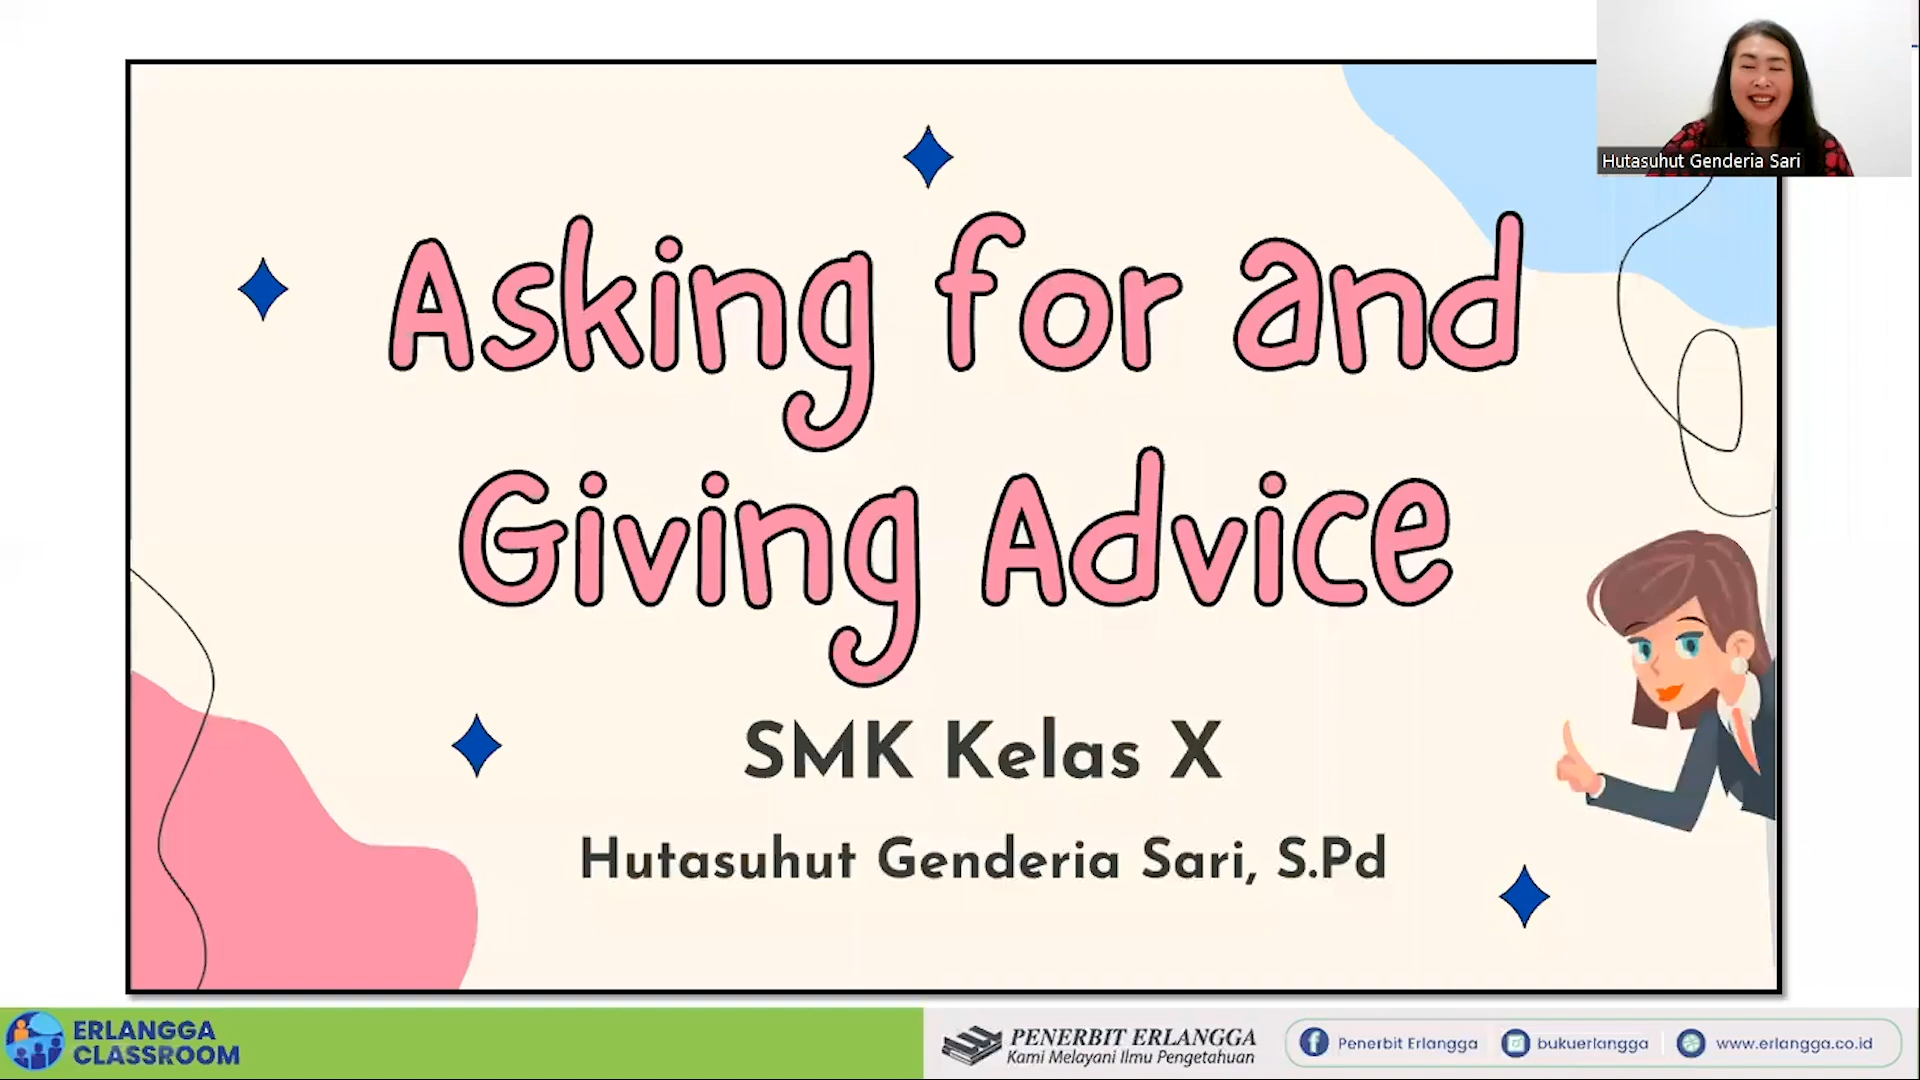 Hutasuhut Genderia Sari
Asking for and
Giving Advice
SMK Kelas X
Hutasuhut Genderia Sari, S.Pd
ERLANGGA
CLASSROOM
PENERBIT ERLANGGA
Kami Melayani Ilmu Pengetahuan
Penerbit Erlangga
bukuerlangga
www.erlangga.co.id